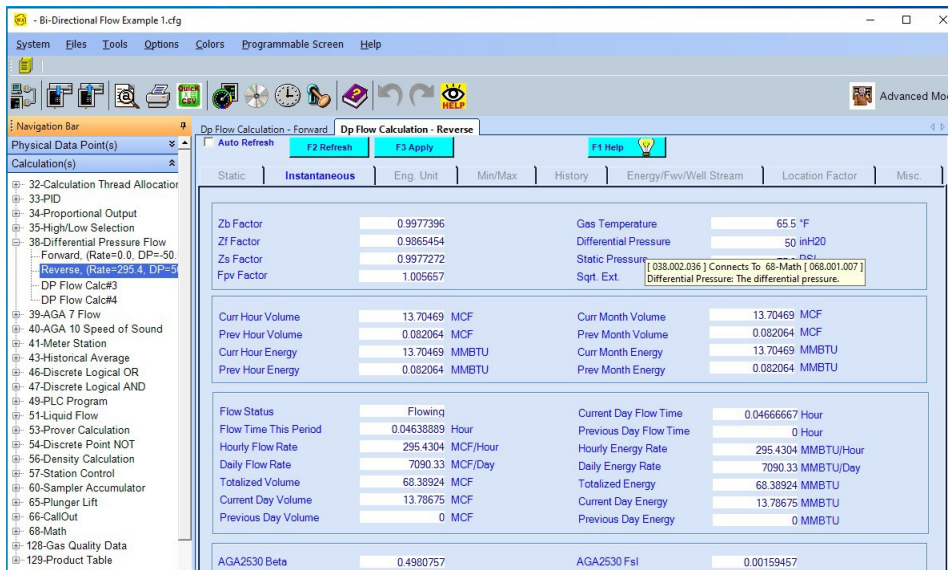 - Bi-Directional Flow Example 1.cfg
System Files Tools Options Colors Programmable Screen Help
Quick CSV
HELP
Advanced Mo
Navigation Bar
Dp Flow Calculation - Forward Dp Flow Calculation - Reverse
Physical Data Point(s)
Auto Refresh F2 Refresh F3 Apply F1 Help
Calculation(s)
Static Instantaneous Eng. Unit Min/Max History Energy/Fwv/Well Stream Location Factor Misc.
32-Calculation Thread Allocation
33-PID
34-Proportional Output
35-High/Low Selection
38-Differential Pressure Flow
Forward, (Rate=0.0, DP=-50.
Reverse, (Rate=295.4, DP=50
DP Flow Calc#3
DP Flow Calc#4
39-AGA 7 Flow
40-AGA 10 Speed of Sound
41-Meter Station
43-Historical Average
46-Discrete Logical OR
47-Discrete Logical AND
49-PLC Program
51-Liquid Flow
53-Prover Calculation
54-Discrete Point NOT
56-Density Calculation
57-Station Control
60-Sampler Accumulator
65-Plunger Lift
66-CallOut
68-Math
128-Gas Quality Data
129-Product Table
Zb Factor 0.9977396 Gas Temperature 65.5 °F
Zf Factor 0.9865454 Differential Pressure 50 inH20
Zs Factor 0.9977272 Static Pressure
Fpv Factor 1.005657 Sqrt. Ext.
[ 038.002.036 ] Connects To 68-Math [ 068.001.007 ]
Differential Pressure: The differential pressure.
Curr Hour Volume 13.70469 MCF Curr Month Volume 13.70469 MCF
Prev Hour Volume 0.082064 MCF Prev Month Volume 0.082064 MCF
Curr Hour Energy 13.70469 MMBTU Curr Month Energy 13.70469 MMBTU
Prev Hour Energy 0.082064 MMBTU Prev Month Energy 0.082064 MMBTU
Flow Status Flowing Current Day Flow Time 0.04666667 Hour
Flow Time This Period 0.04638889 Hour Previous Day Flow Time 0 Hour
Hourly Flow Rate 295.4304 MCF/Hour Hourly Energy Rate 295.4304 MMBTU/Hour
Daily Flow Rate 7090.33 MCF/Day Daily Energy Rate 7090.33 MMBTU/Day
Totalized Volume 68.38924 MCF Totalized Energy 68.38924 MMBTU
Current Day Volume 13.78675 MCF Current Day Energy 13.78675 MMBTU
Previous Day Volume 0 MCF Previous Day Energy 0 MMBTU
AGA2530 Beta 0.4980757 AGA2530 Fsl 0.00159457